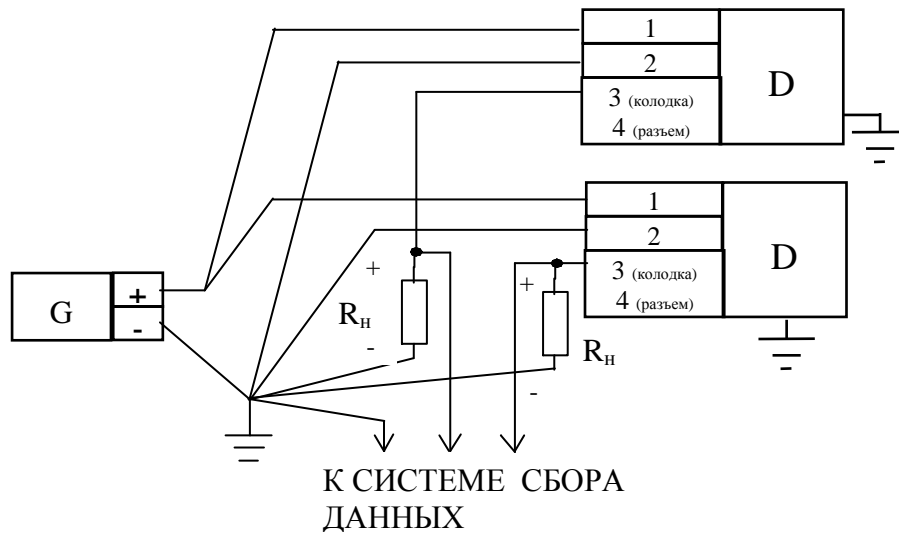 1
2
D
3 (колодка)
4 (разъем)
1
2
D
3 (колодка)
4 (разъем)
+
+
G
+
-
Rн
Rн
-
-
К СИСТЕМЕ СБОРА
ДАННЫХ